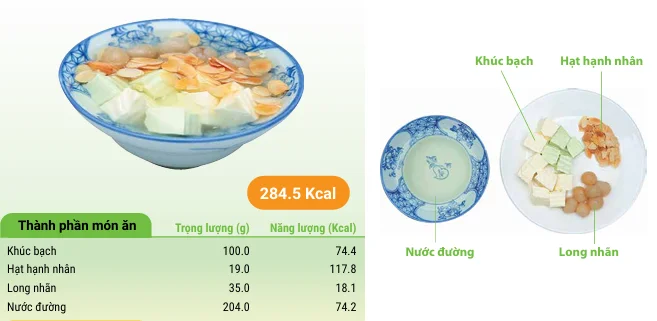 284.5 Kcal
Thành phần món ăn Trọng lượng (g) Năng lượng (Kcal)
Khúc bạch 100.0 74.4
Hạt hạnh nhân 19.0 117.8
Long nhãn 35.0 18.1
Nước đường 204.0 74.2
Khúc bạch Hạt hạnh nhân
Nước đường Long nhãn